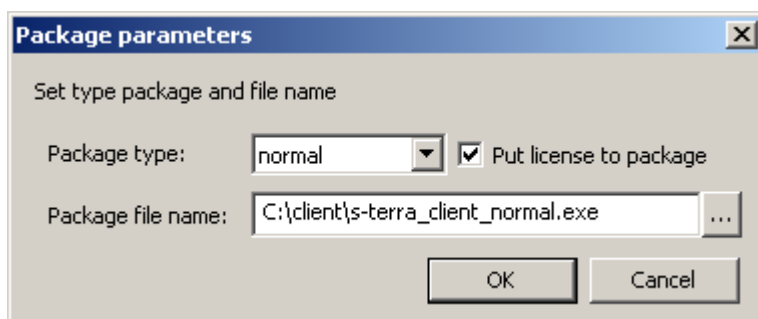 Package parameters
Set type package and file name
Package type: normal Put license to package
Package file name: C:\client\s-terra_client_normal.exe ...
OK Cancel